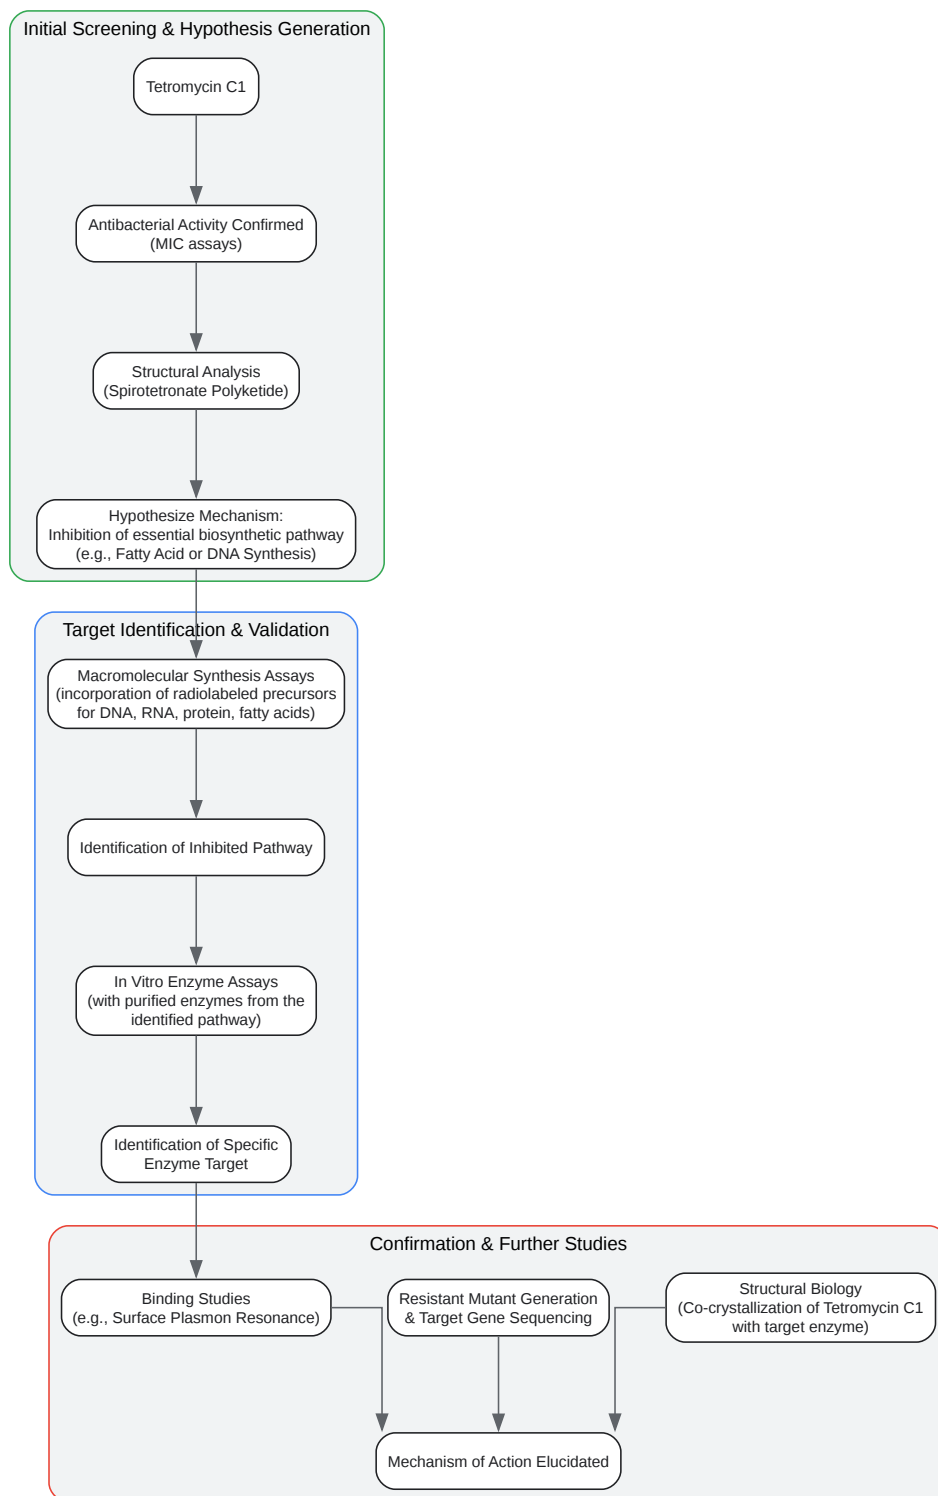 Initial Screening & Hypothesis Generation
Tetromycin C1
Antibacterial Activity Confirmed
(MIC assays)
Structural Analysis
(Spirotetronate Polyketide)
Hypothesize Mechanism:
Inhibition of essential biosynthetic pathway
(e.g., Fatty Acid or DNA Synthesis)
Target Identification & Validation
Macromolecular Synthesis Assays
(incorporation of radiolabeled precursors
for DNA, RNA, protein, fatty acids)
Identification of Inhibited Pathway
In Vitro Enzyme Assays
(with purified enzymes from the
identified pathway)
Identification of Specific
Enzyme Target
Confirmation & Further Studies
Binding Studies
(e.g., Surface Plasmon Resonance)
Resistant Mutant Generation
& Target Gene Sequencing
Structural Biology
(Co-crystallization of Tetromycin C1
with target enzyme)
Mechanism of Action Elucidated